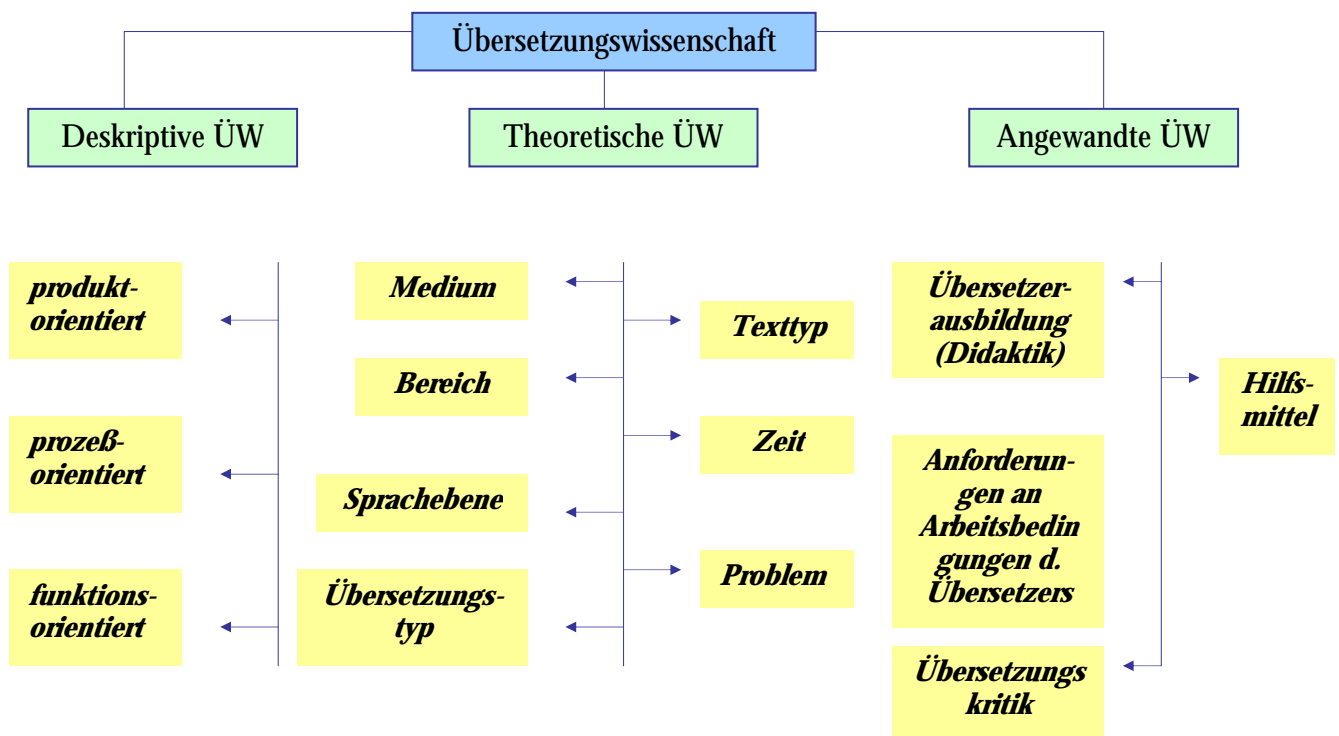 Übersetzungswissenschaft
Deskriptive ÜW
Theoretische ÜW
Angewandte ÜW
produkt-
orientiert
prozeß-
orientiert
funktions-
orientiert
Medium
Bereich
Sprachebene
Übersetzungs-
typ
Texttyp
Zeit
Problem
Übersetzer-
ausbildung
(Didaktik)
Anforderun-
gen an
Arbeitsbedin
gungen d.
Übersetzers
Übersetzungs
kritik
Hilfs-
mittel